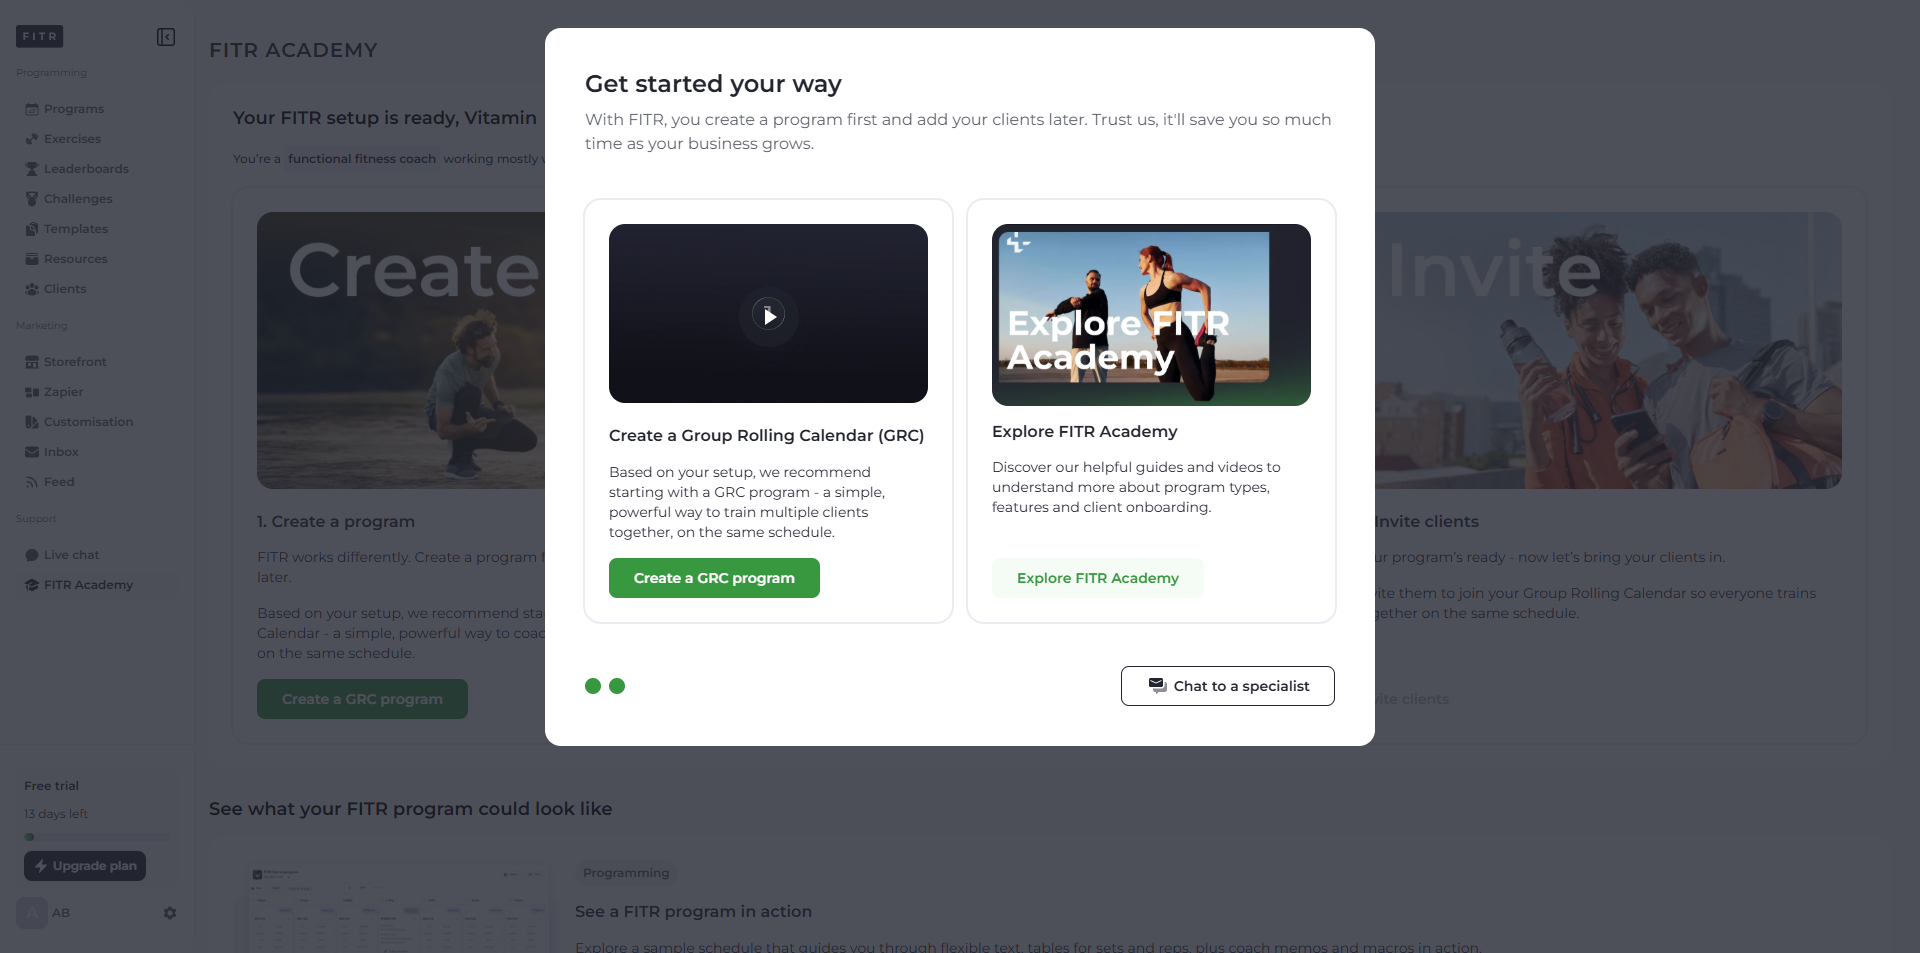 FITR
Programming
Programs
Exercises
Leaderboards
Challenges
Templates
Resources
Clients
Marketing
Storefront
Zapier
Customisation
Inbox
Feed
Support
Live chat
FITR Academy
Free trial
13 days left
Upgrade plan
A
AB
FITR ACADEMY
Your FITR setup is ready, Vitamin
You're a functional fitness coach working mostly
Create
1. Create a program
FITR works differently. Create a program
later.
Based on your setup, we recommend
Calendar - a simple, powerful way to
on the same schedule.
Create a GRC program
Get started your way
With FITR, you create a program first and add your clients later. Trust us, it'll save you so much
time as your business grows.
Create a Group Rolling Calendar (GRC)
Based on your setup, we recommend
starting with a GRC program - a simple,
powerful way to train multiple clients
together, on the same schedule.
Create a GRC program
Explore FITR
Academy
Explore FITR Academy
Discover our helpful guides and videos to
understand more about program types,
features and client onboarding.
Explore FITR Academy
Chat to a specialist
Invite
Invite clients
program's ready - now let's bring your clients in.
them to join your Group Rolling Calendar so everyone trains
on the same schedule.
clients
See what your FITR program could look like
Programming
See a FITR program in action
Explore a sample schedule that guides you through flexible text, tables for sets and reps, plus coach memos and macros in action.